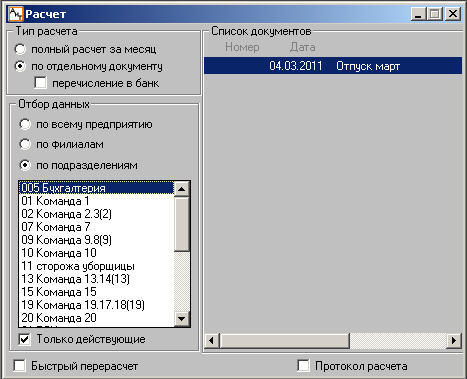 Расчет
Тип расчета
полный расчет за месяц
по отдельному документу
перечисление в банк
Отбор данных
по всему предприятию
по филиалам
по подразделениям
005 Бухгалтерия
01 Команда 1
02 Команда 2.3(2)
07 Команда 7
09 Команда 9.8(9)
10 Команда 10
11 сторожа уборщицы
13 Команда 13.14(13)
15 Команда 15
19 Команда 19.17.18(19)
20 Команда 20
Только действующие
Быстрый перерасчет
Список документов
Номер Дата
04.03.2011 Отпуск март
Протокол расчета